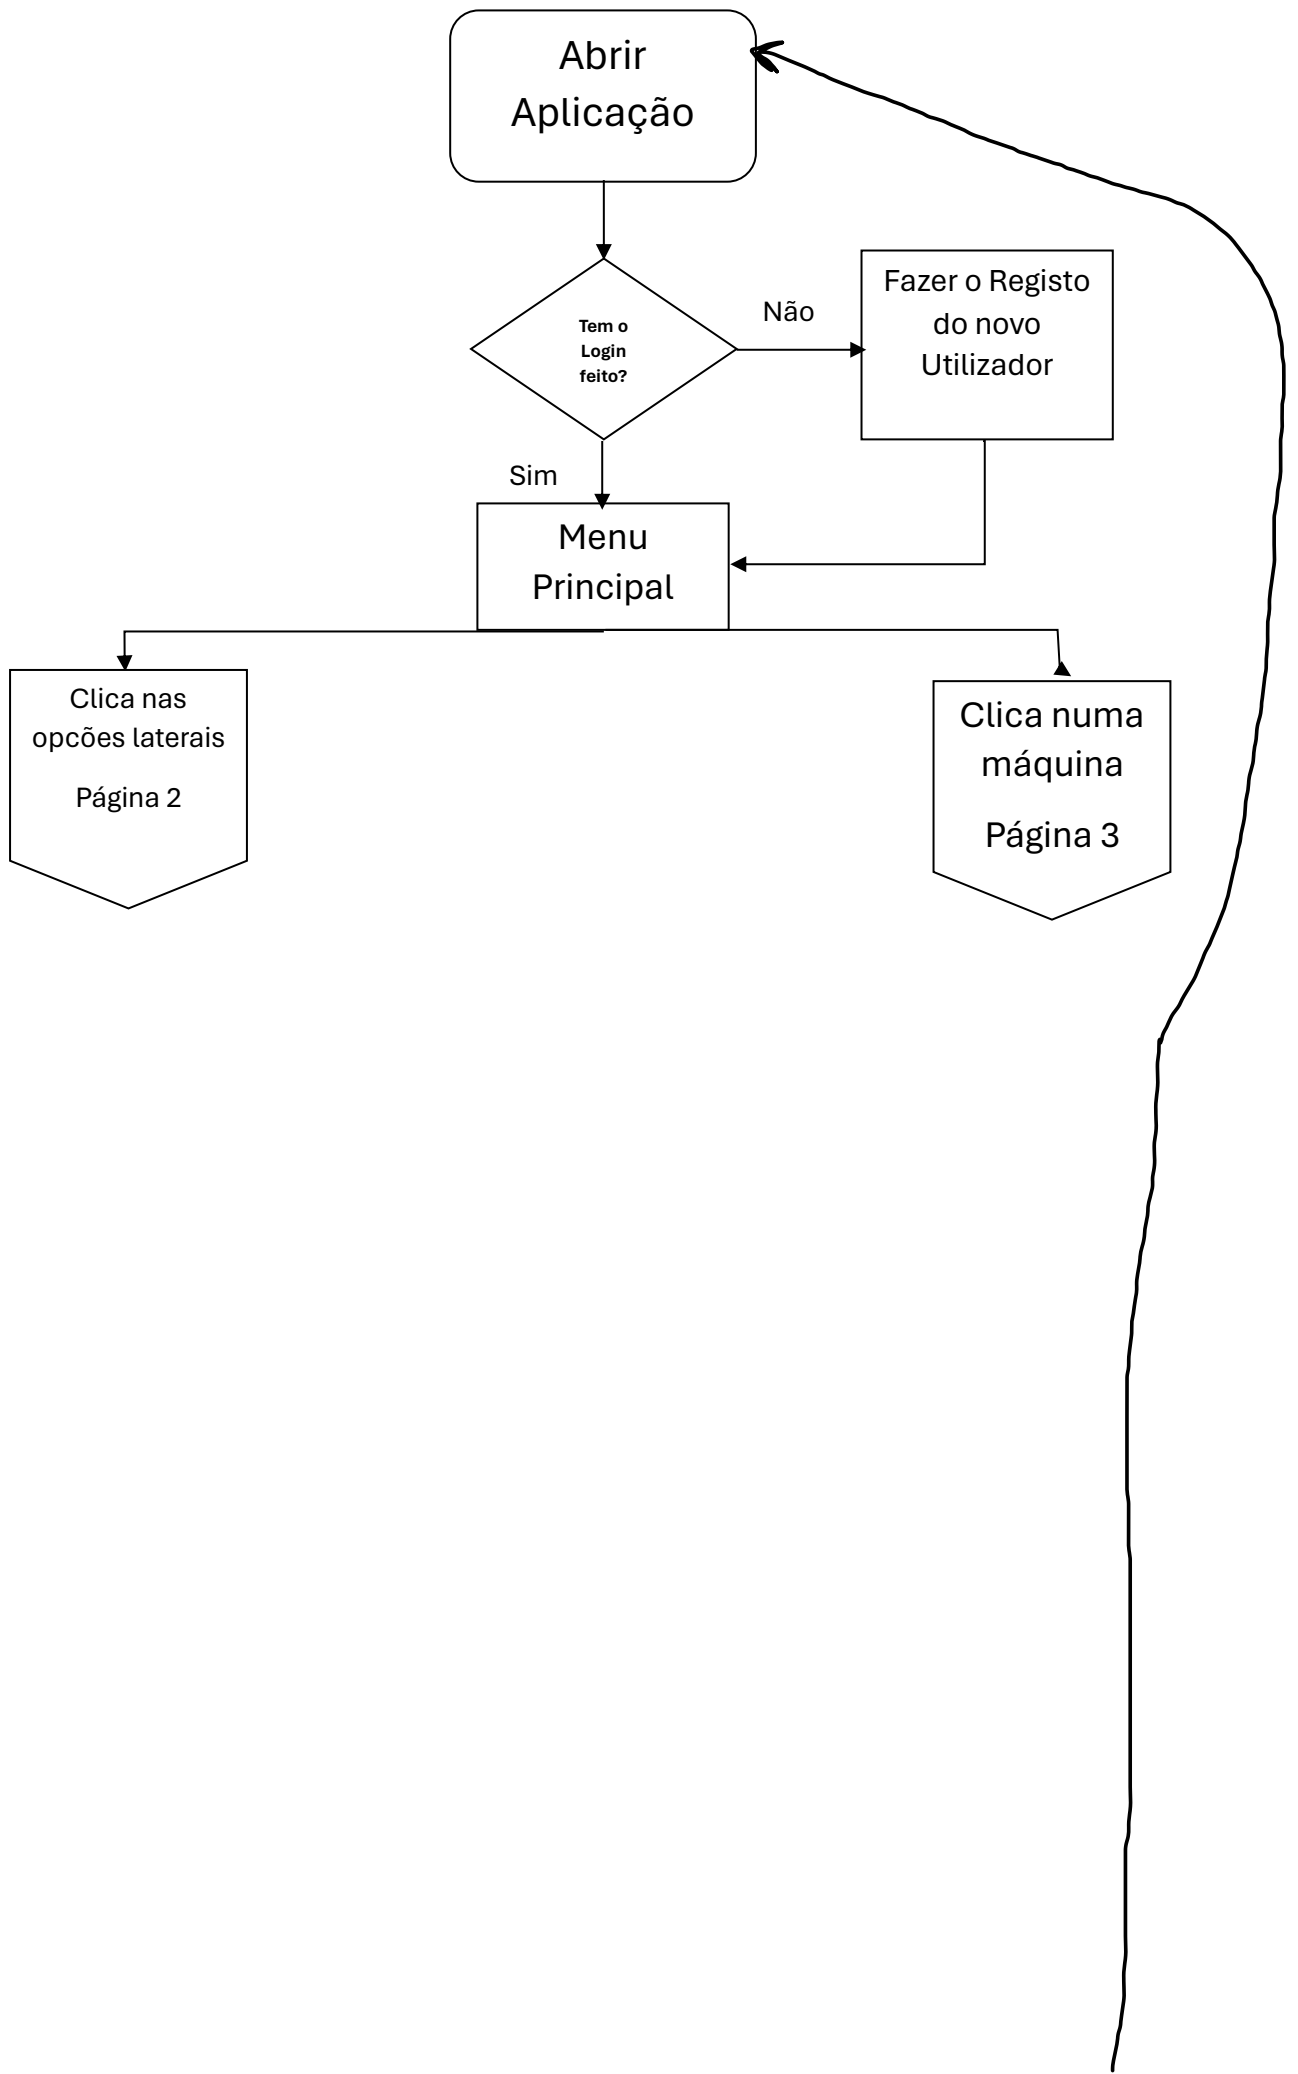 Abrir
Aplicação
Tem o
Login
feito?
Não
Fazer o Registo
do novo
Utilizador
Sim
Menu
Principal
Clica nas
opcões laterais
Página 2
Clica numa
máquina
Página 3